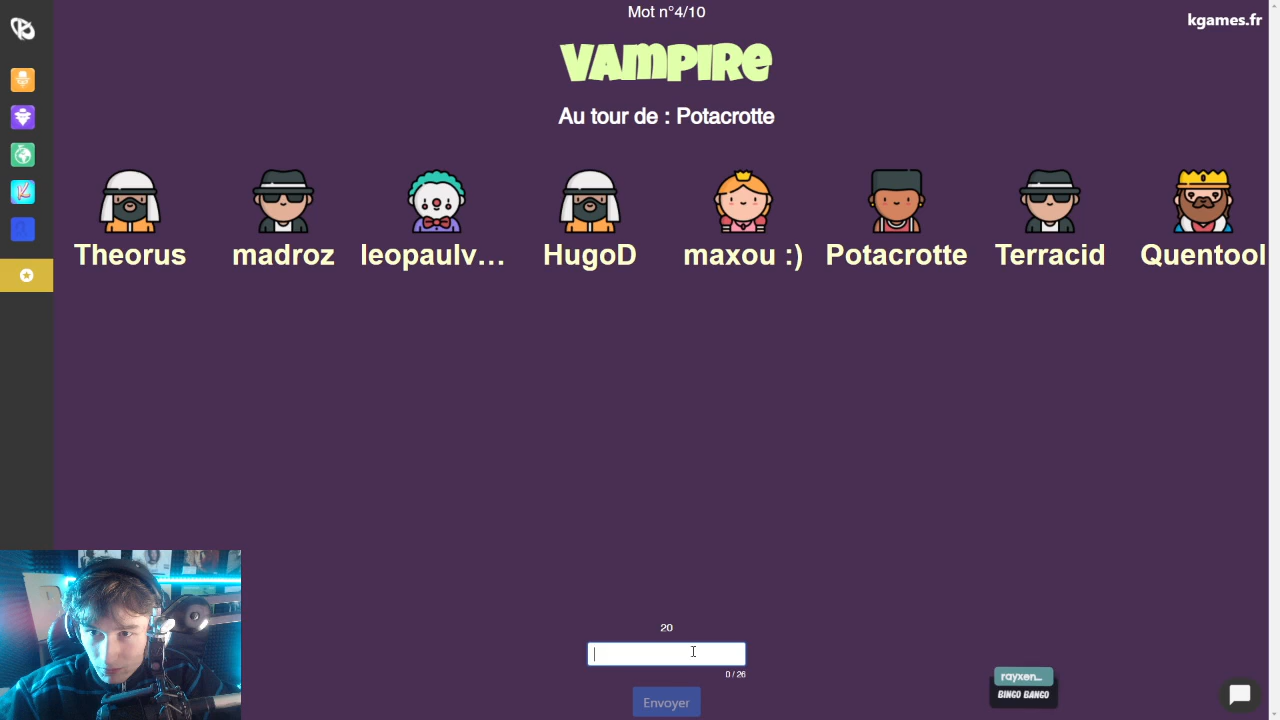 Mot n°4/10
kgames.fr
VAMPIRE
Au tour de : Potacrotte
Theorus madroz leopaulv... HugoD maxou :) Potacrotte Terracid Quentool
20
0 / 26
Envoyer
rayxen...
BINGO BANGO